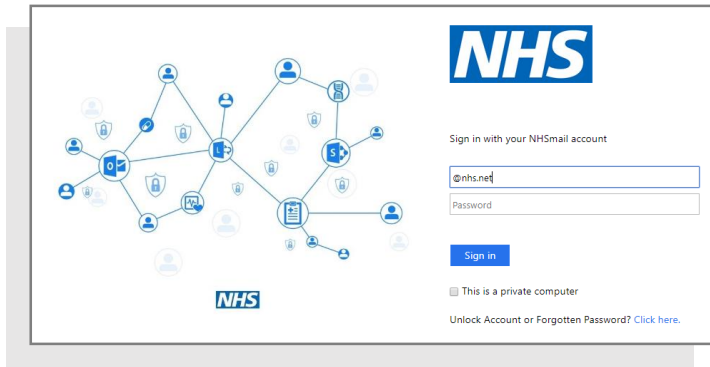 NHS
Sign in with your NHSmail account
@nhs.net
Password
Sign in
This is a private computer
Unlock Account or Forgotten Password? Click here.
O
L
S
NHS